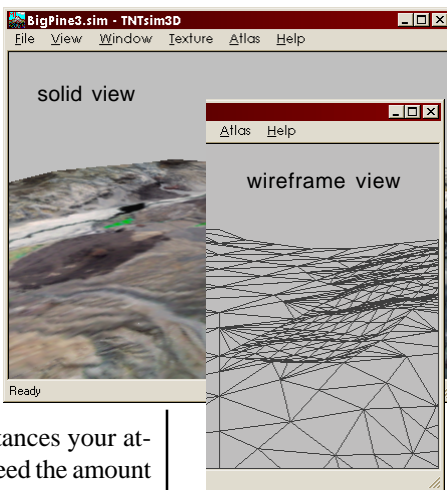 BigPine3.sim - TNTsim3D
File View Window Texture Atlas Help
solid view
Atlas Help
wireframe view
Ready
tances your at-
eed the amount